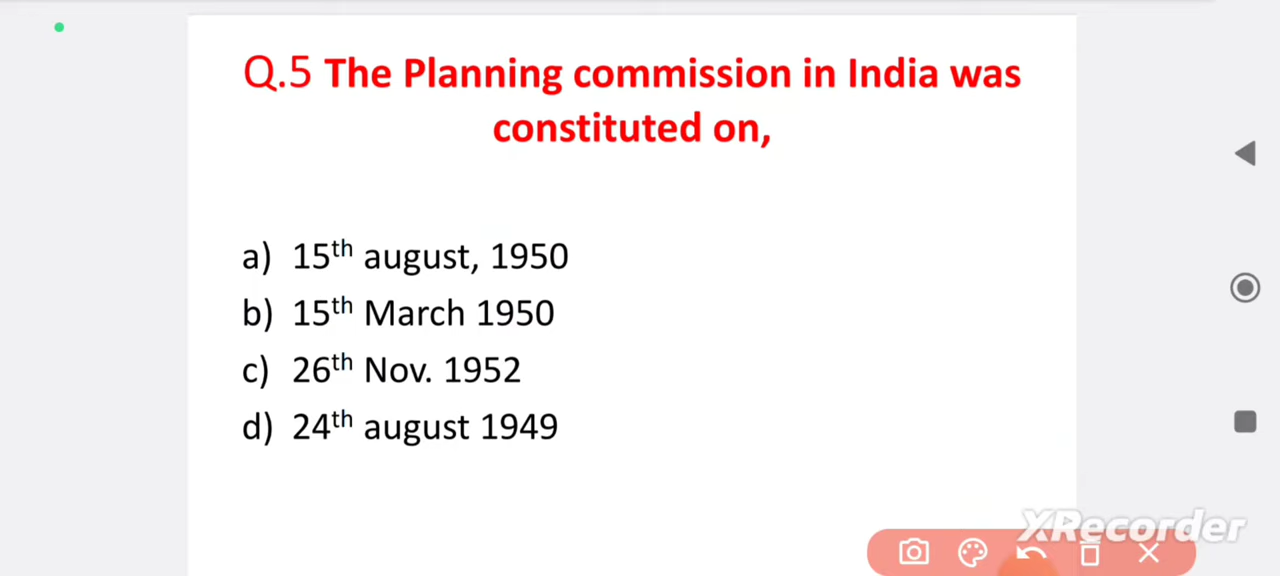 Q.5 The Planning commission in India was
constituted on,
a) 15th august, 1950
b) 15th March 1950
c) 26th Nov. 1952
d) 24th august 1949
XRecorder